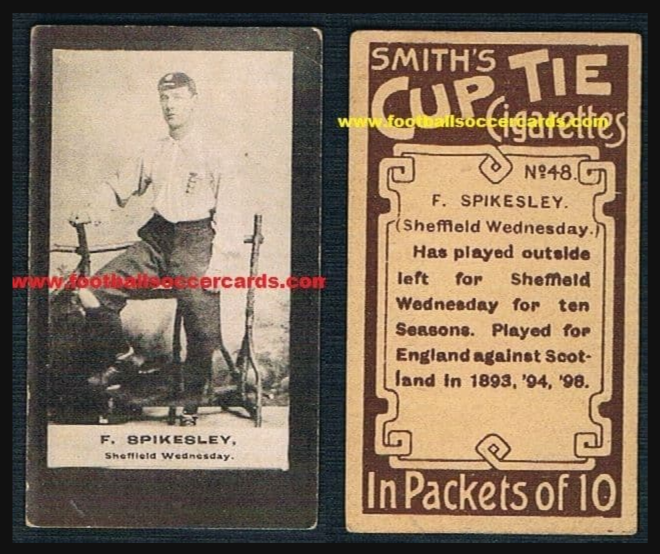 www.footballsoccercards.com
F. SPIKESLEY,
Sheffield Wednesday.
SMITH'S
CUP TIE
Cigarettes
www.footballsoccercards.com
Nº48.
F. SPIKESLEY.
(Sheffield Wednesday.)
Has played outside
left for Sheffield
Wednesday for ten
Seasons. Played for
England against Scot-
land in 1893, '94, '96.
In Packets of 10